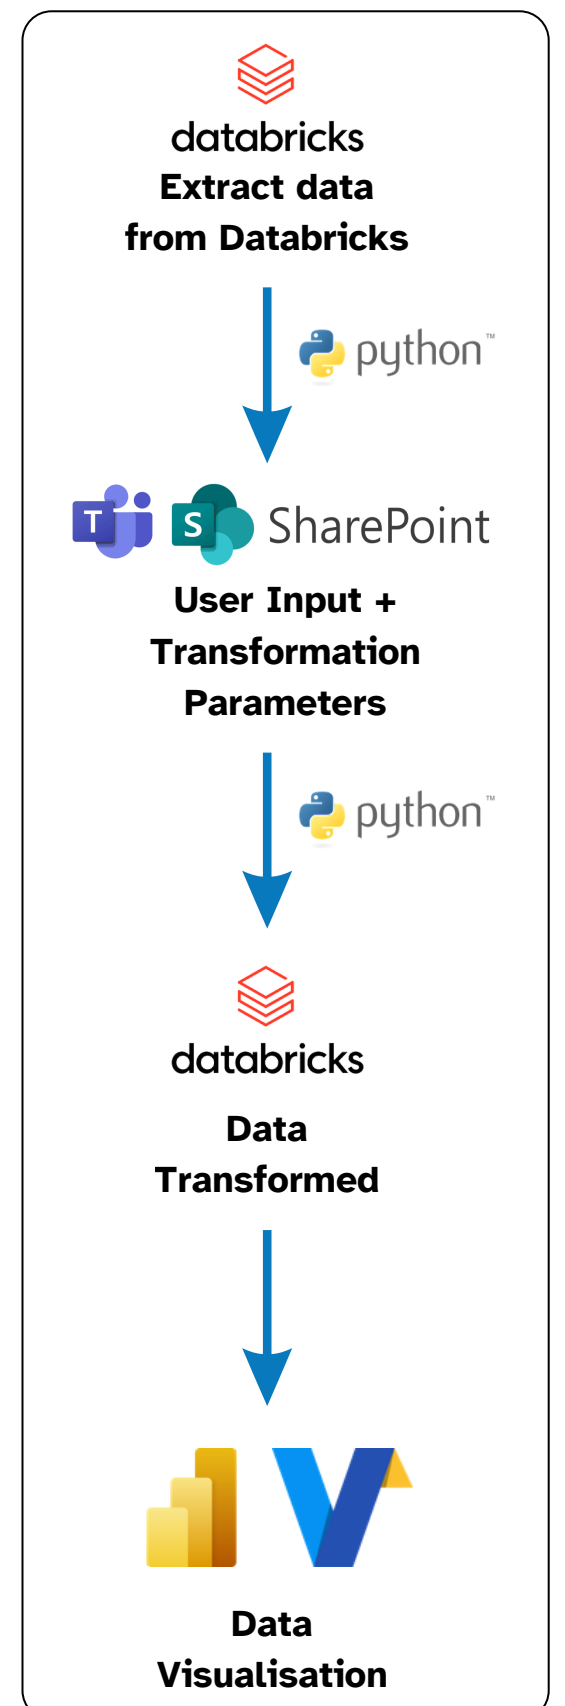 databricks
Extract data
from Databricks
python™
T S SharePoint
User Input +
Transformation
Parameters
python™
databricks
Data
Transformed
Data
Visualisation